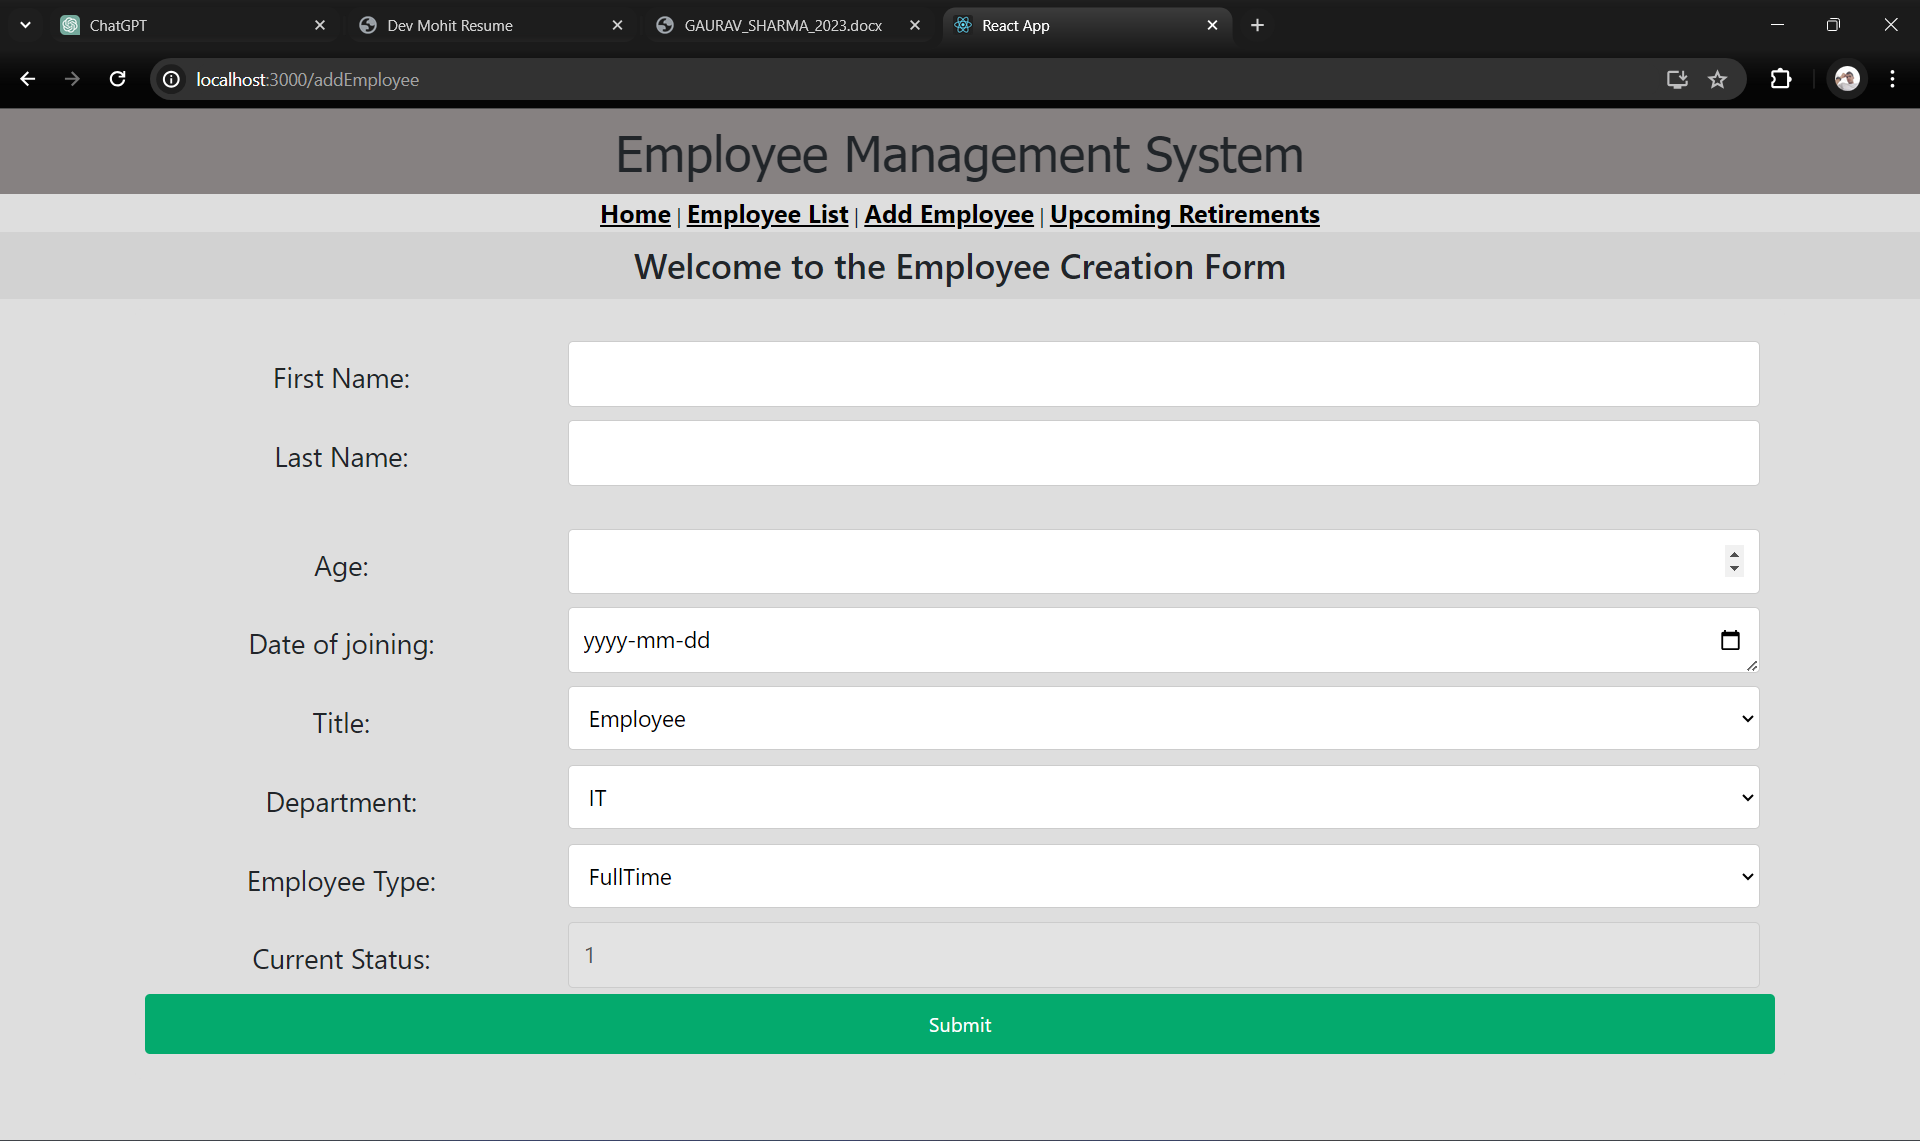 ChatGPT Dev Mohit Resume GAURAV_SHARMA_2023.docx React App
localhost:3000/addEmployee
Employee Management System
Home | Employee List | Add Employee | Upcoming Retirements
Welcome to the Employee Creation Form
First Name:
Last Name:
Age:
Date of joining: yyyy-mm-dd
Title: Employee
Department: IT
Employee Type: FullTime
Current Status: 1
Submit